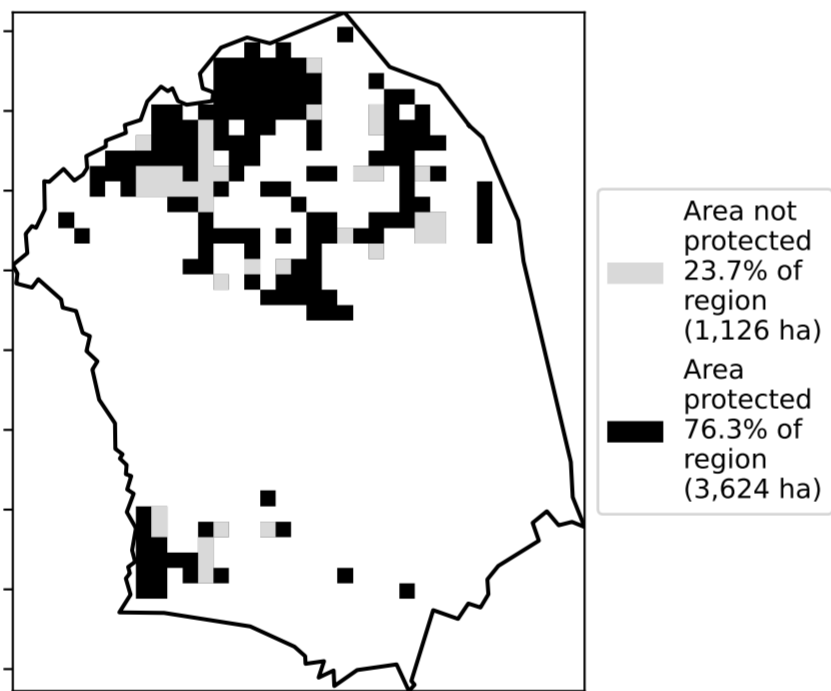 Area not
protected
23.7% of
region
(1,126 ha)
Area
protected
76.3% of
region
(3,624 ha)